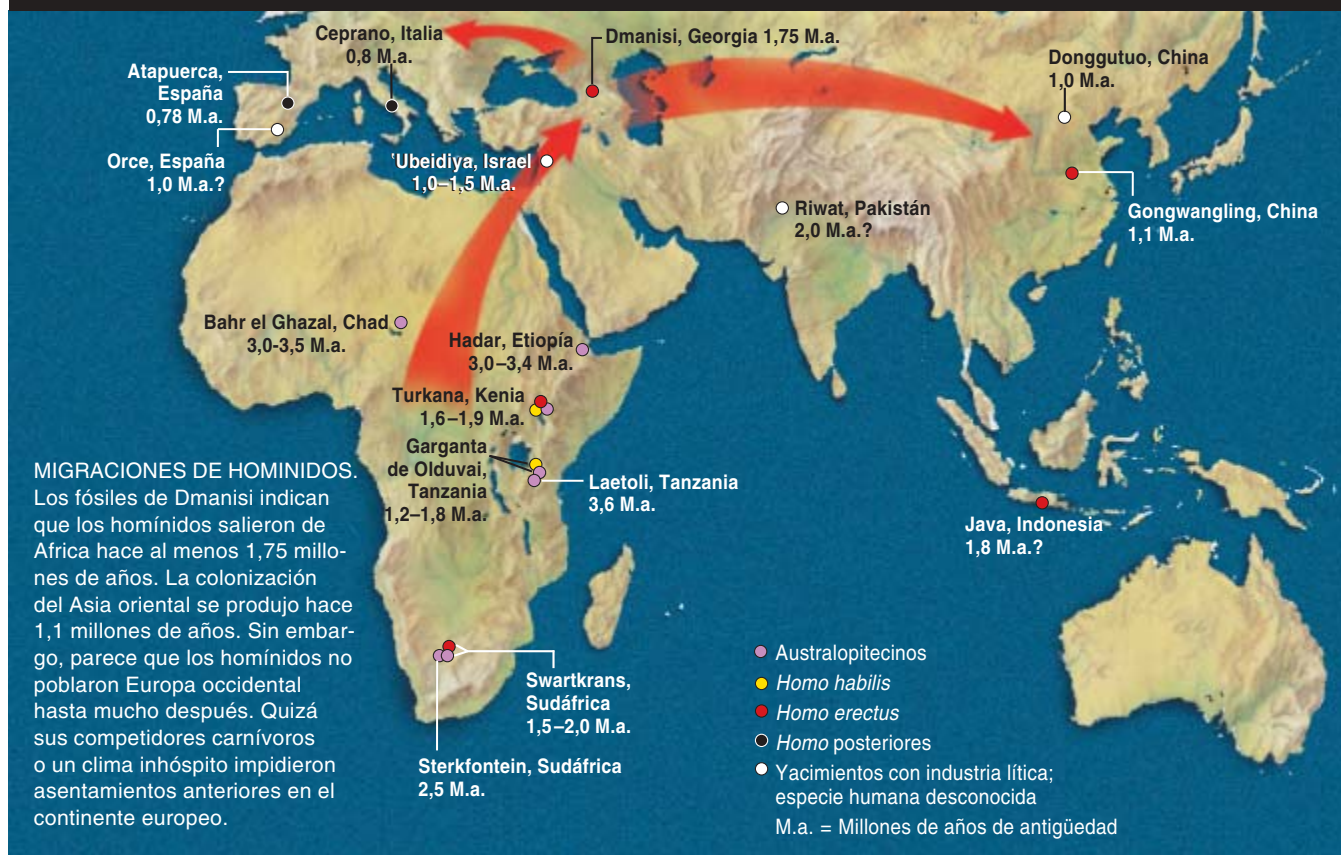 Ceprano, Italia
0,8 M.a.
Dmanisi, Georgia 1,75 M.a.
Donggutuo, China
1,0 M.a.
Atapuerca,
España
0,78 M.a.
Orce, España
1,0 M.a.?
‘Ubeidiya, Israel
1,0–1,5 M.a.
Riwat, Pakistán
2,0 M.a.?
Gongwangling, China
1,1 M.a.
Bahr el Ghazal, Chad
3,0-3,5 M.a.
Hadar, Etiopía
3,0–3,4 M.a.
Turkana, Kenia
1,6–1,9 M.a.
Garganta
de Olduvai,
Tanzania
1,2–1,8 M.a.
Laetoli, Tanzania
3,6 M.a.
Java, Indonesia
1,8 M.a.?
MIGRACIONES DE HOMINIDOS.
Los fósiles de Dmanisi indican
que los homínidos salieron de
Africa hace al menos 1,75 millo-
nes de años. La colonización
del Asia oriental se produjo hace
1,1 millones de años. Sin embar-
go, parece que los homínidos no
poblaron Europa occidental
hasta mucho después. Quizá
sus competidores carnívoros
o un clima inhóspito impidieron
asentamientos anteriores en el
continente europeo.
Swartkrans,
Sudáfrica
1,5–2,0 M.a.
Sterkfontein, Sudáfrica
2,5 M.a.
Australopitecinos
Homo habilis
Homo erectus
Homo posteriores
Yacimientos con industria lítica;
especie humana desconocida
M.a. = Millones de años de antigüedad